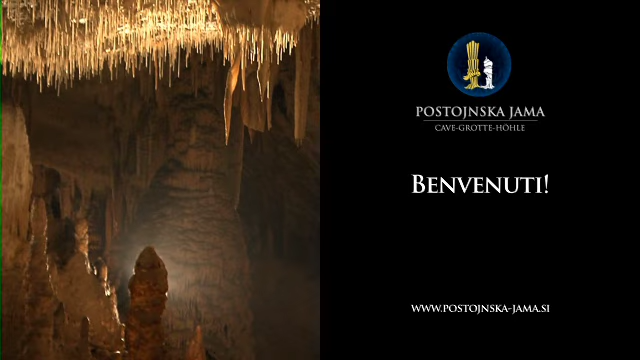 POSTOJNSKA JAMA
CAVE-GROTTE-HÖHLE
BENVENUTI!
WWW.POSTOJNSKA-JAMA.SI